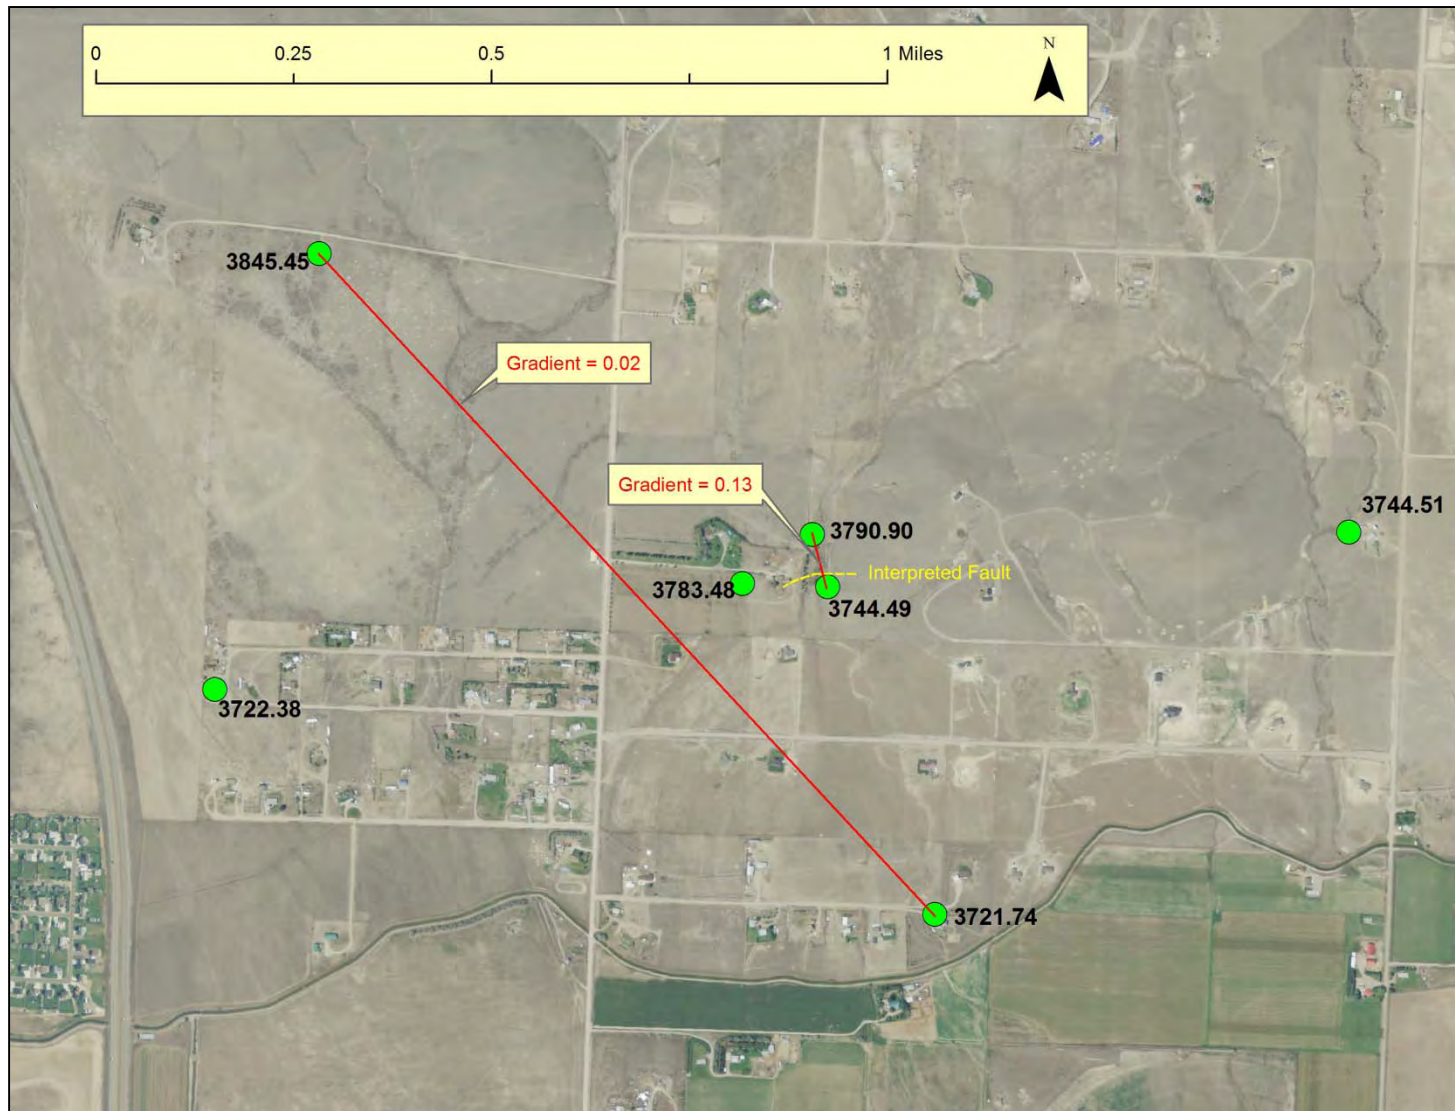 0 0.25 0.5 1 Miles
N
3845.45
Gradient = 0.02
Gradient = 0.13
3744.51
3790.90
Interpreted Fault
3783.48
3744.49
3722.38
3721.74